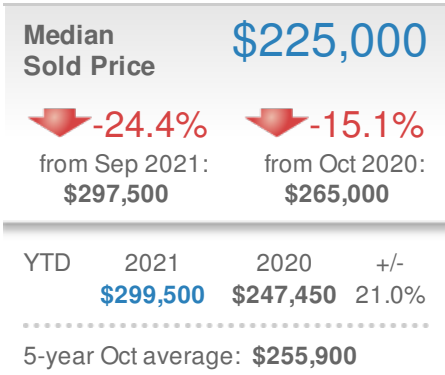 Median
Sold Price
$225,000
-24.4% -15.1%
from Sep 2021: from Oct 2020:
$297,500 $265,000
YTD 2021 2020 +/-
$299,500 $247,450 21.0%
5-year Oct average: $255,900